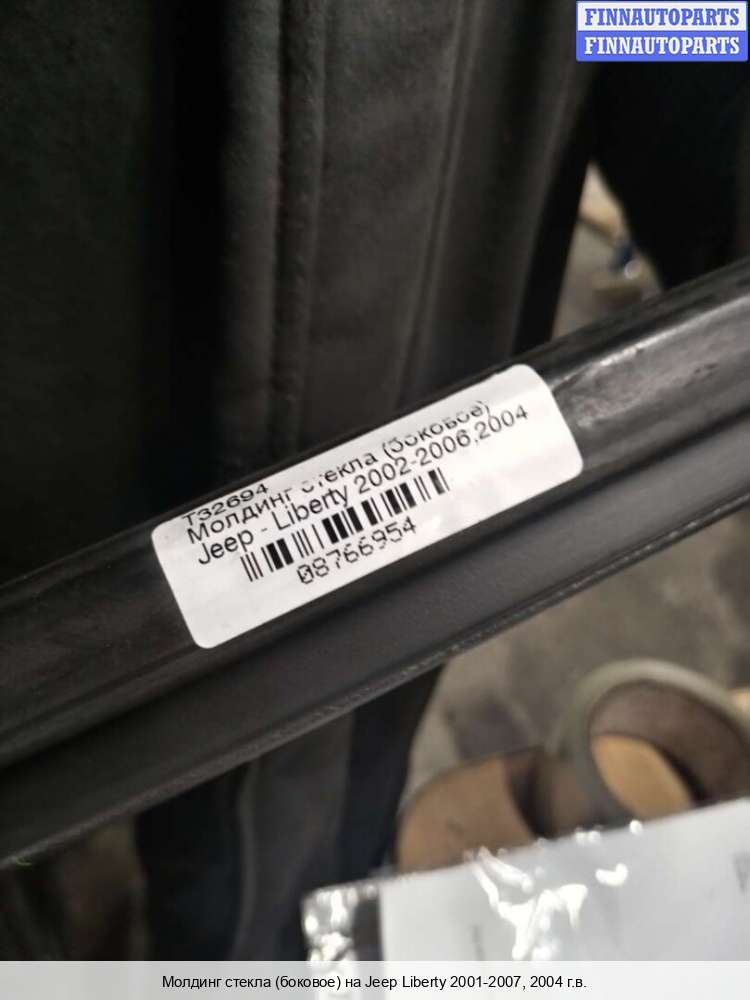 FINNAUTOPARTS
FINNAUTOPARTS
T32694
Молдинг стекла (боковое)
Jeep - Liberty 2002-2006,2004
08766954
Молдинг стекла (боковое) на Jeep Liberty 2001-2007, 2004 г.в.